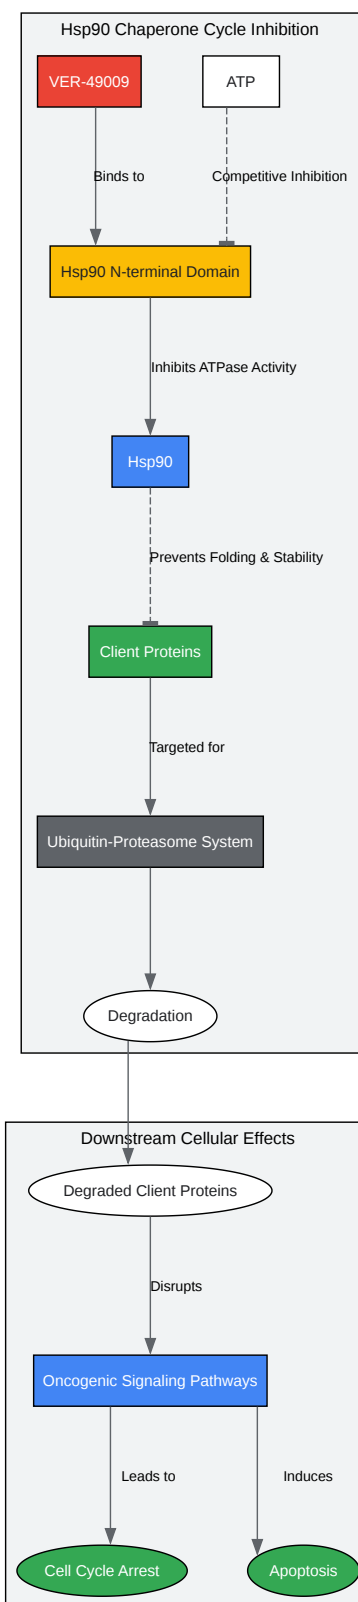 Hsp90 Chaperone Cycle Inhibition
VER-49009
ATP
Binds to
Competitive Inhibition
Hsp90 N-terminal Domain
Inhibits ATPase Activity
Hsp90
Prevents Folding & Stability
Client Proteins
Targeted for
Ubiquitin-Proteasome System
Degradation
Downstream Cellular Effects
Degraded Client Proteins
Disrupts
Oncogenic Signaling Pathways
Leads to
Induces
Cell Cycle Arrest
Apoptosis